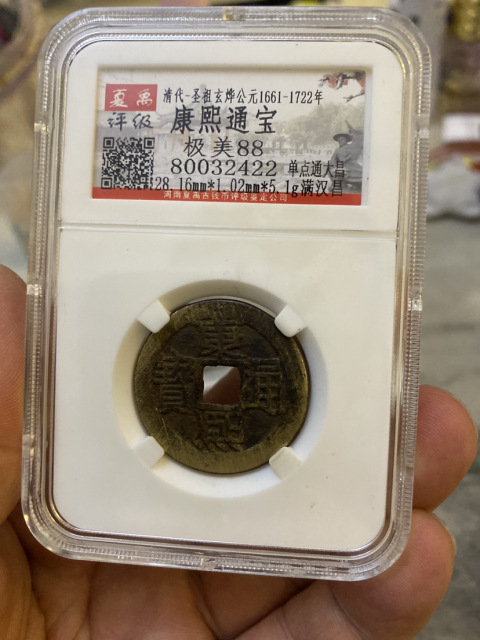 夏禹
评级
清代-圣祖玄烨公元1661-1722年
康熙通宝
极美88
80032422 单点通大昌
28.16mm*1.02mm*5.1g满汉昌
河南夏禹古钱币评级鉴定公司
康熙通寶